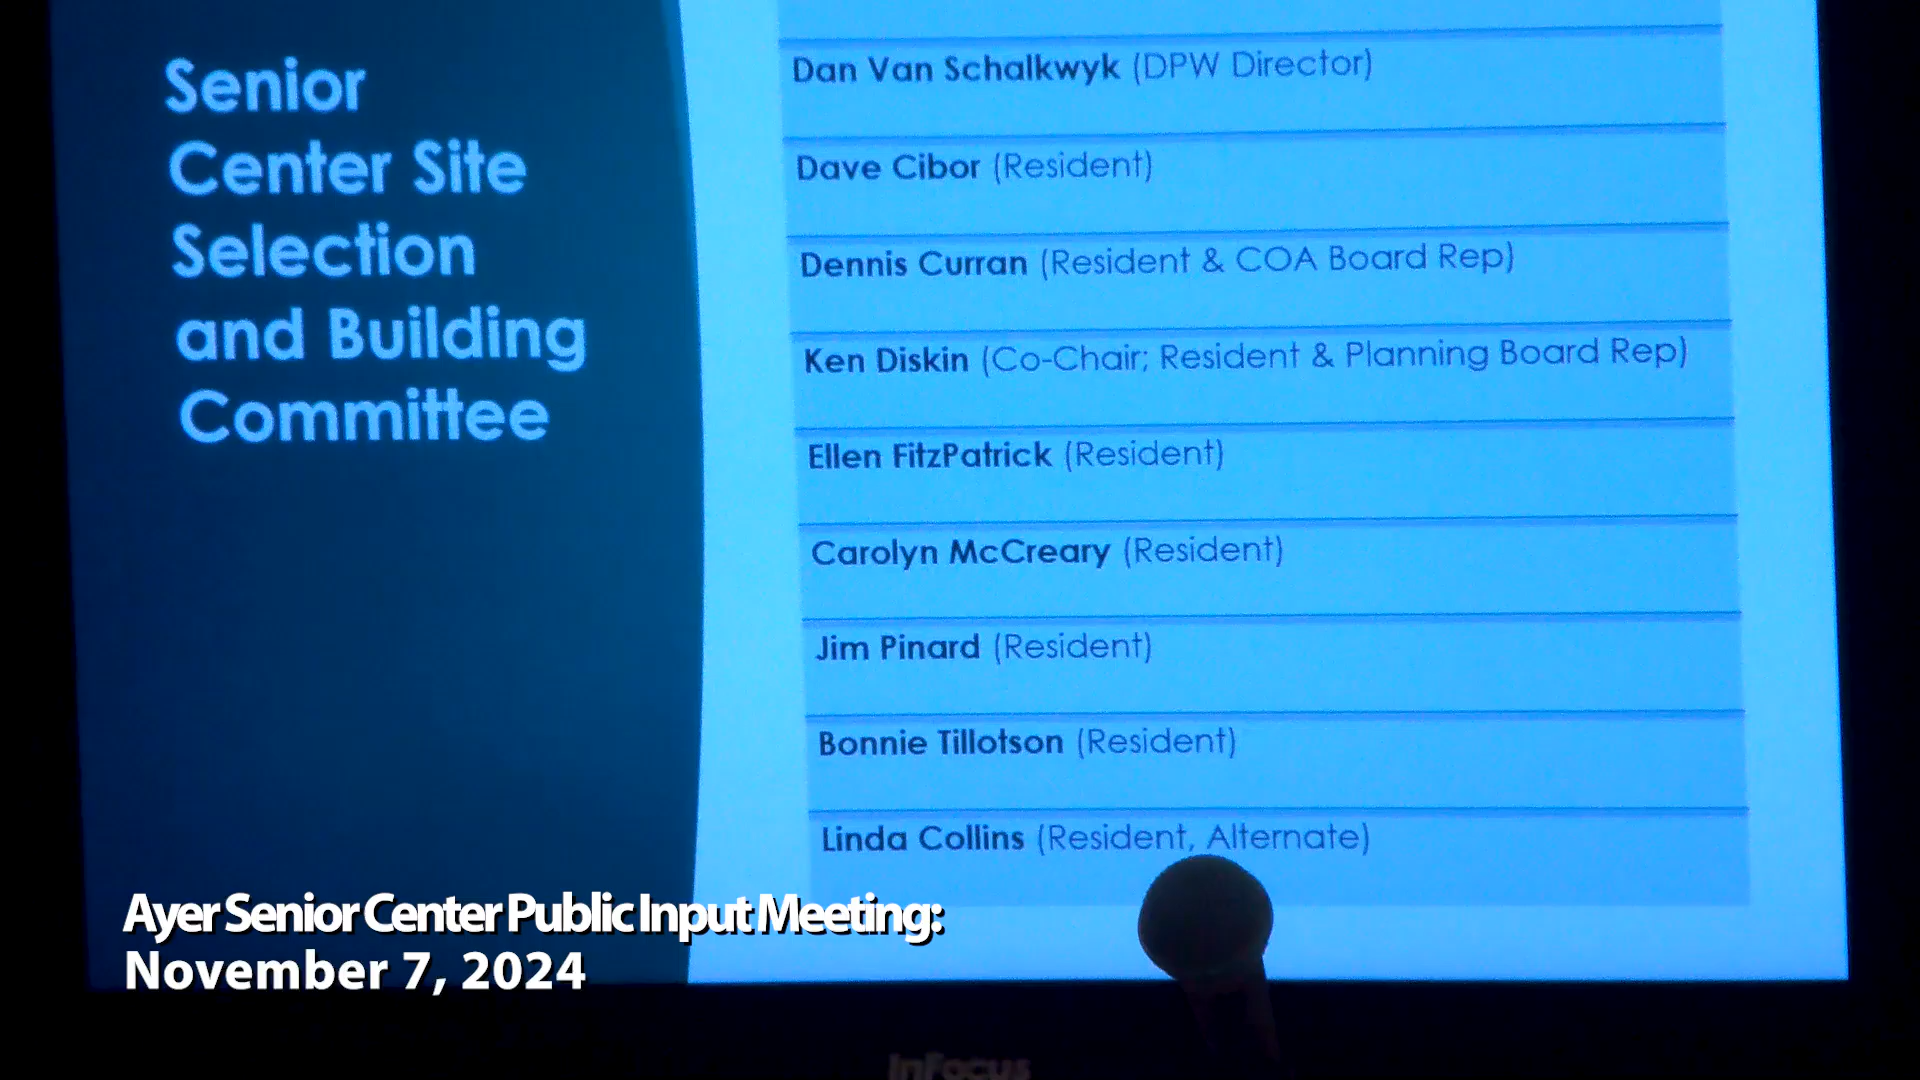 Senior
Center Site
Selection
and Building
Committee
Dan Van Schalkwyk (DPW Director)
Dave Cibor (Resident)
Dennis Curran (Resident & COA Board Rep)
Ken Diskin (Co-Chair; Resident & Planning Board Rep)
Ellen FitzPatrick (Resident)
Carolyn McCreary (Resident)
Jim Pinard (Resident)
Bonnie Tillotson (Resident)
Linda Collins (Resident, Alternate)
Ayer Senior Center Public Input Meeting:
November 7, 2024
InFocus